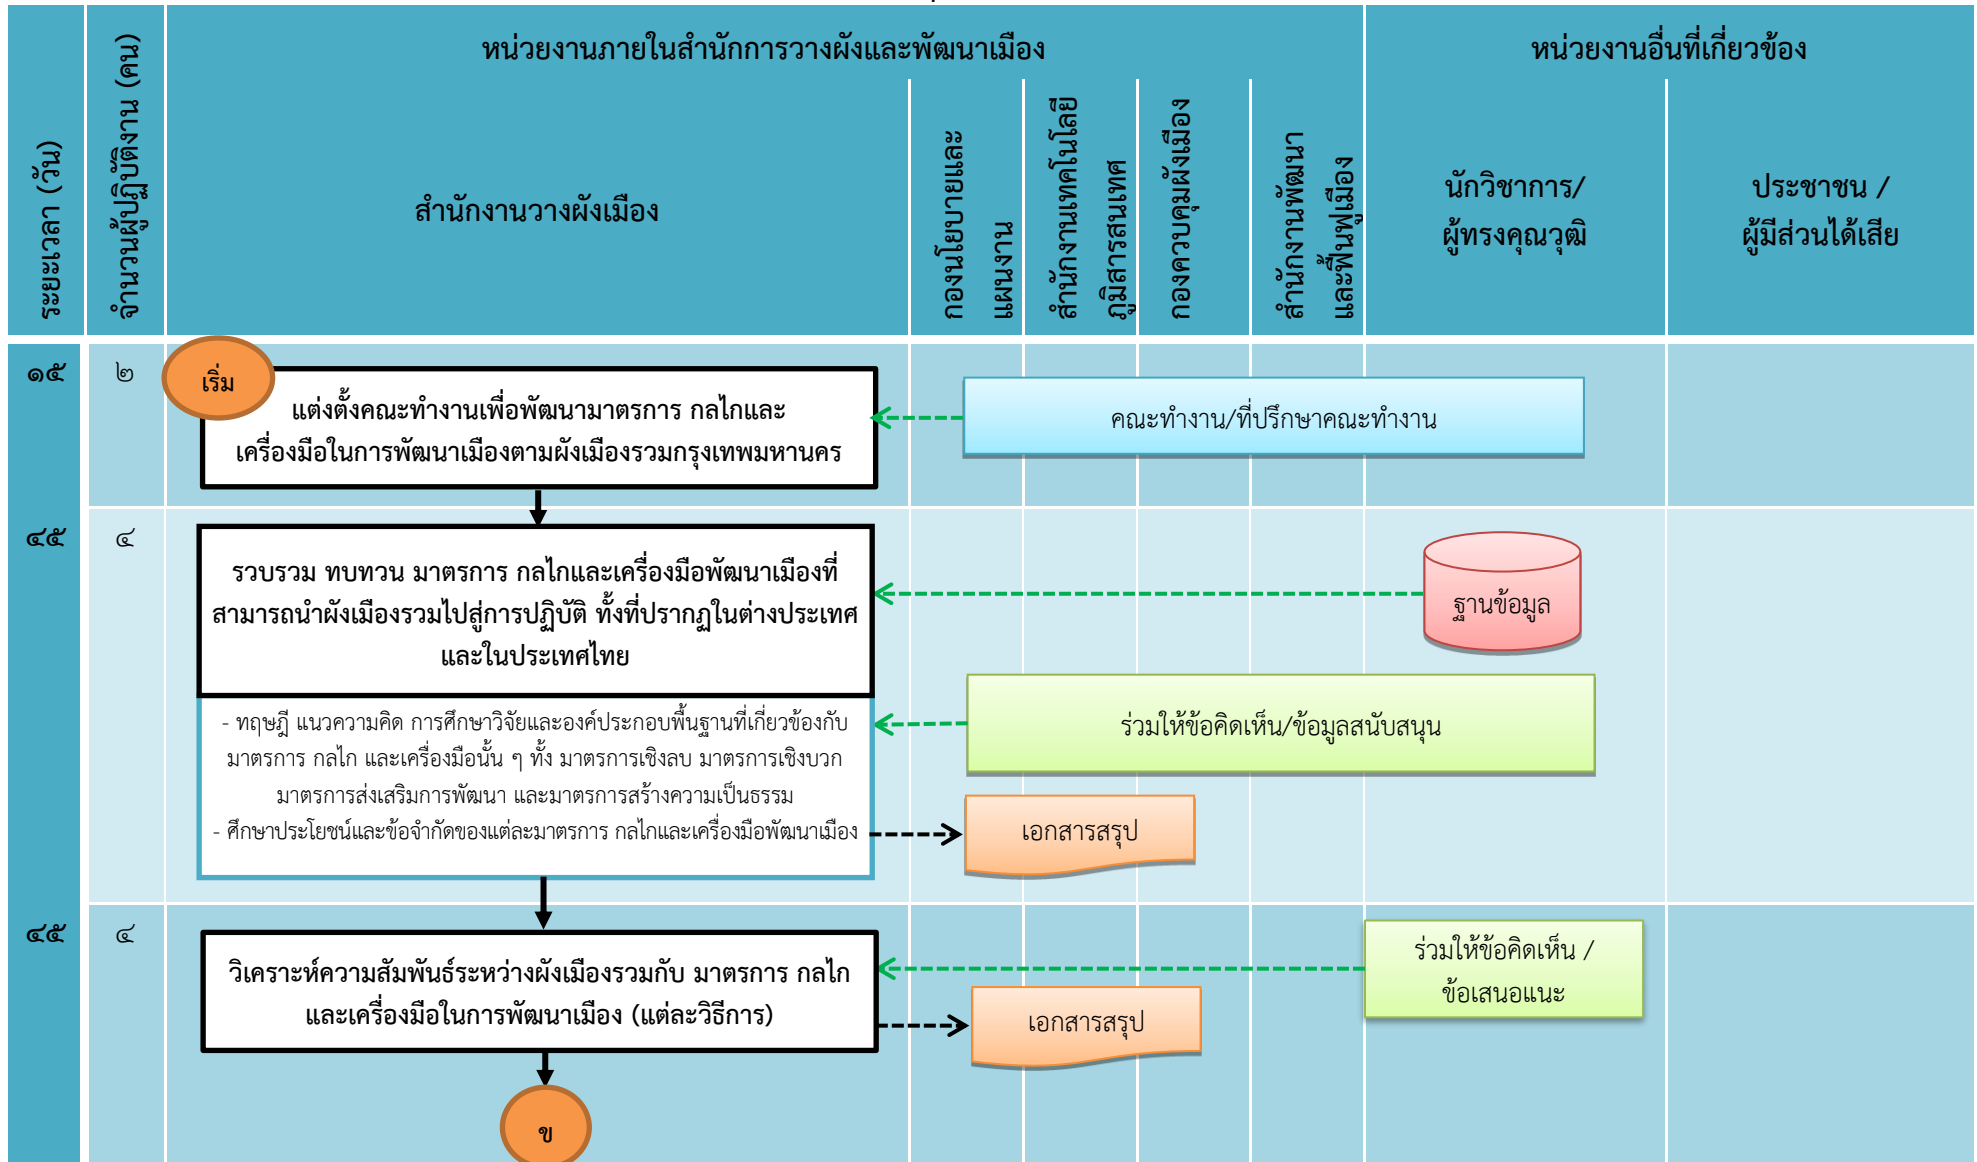 หน่วยงานภายในสำนักการวางผังและพัฒนาเมือง
หน่วยงานอื่นที่เกี่ยวข้อง
ระยะเวลา (วัน)
จำนวนผู้ปฏิบัติงาน (คน)
สำนักงานวางผังเมือง
กองนโยบายและ
แผนงาน
สำนักงานเทคโนโลยี
ภูมิสารสนเทศ
กองควบคุมผังเมือง
สำนักงานพัฒนา
และฟื้นฟูเมือง
นักวิชาการ/
ผู้ทรงคุณวุฒิ
ประชาชน /
ผู้มีส่วนได้เสีย
๑๕
๒
เริ่ม
แต่งตั้งคณะทำงานเพื่อพัฒนามาตรการ กลไกและ
เครื่องมือในการพัฒนาเมืองตามผังเมืองรวมกรุงเทพมหานคร
คณะทำงาน/ที่ปรึกษาคณะทำงาน
๔๕
๔
รวบรวม ทบทวน มาตรการ กลไกและเครื่องมือพัฒนาเมืองที่
สามารถนำผังเมืองรวมไปสู่การปฏิบัติ ทั้งที่ปรากฏในต่างประเทศ
และในประเทศไทย
ฐานข้อมูล
- ทฤษฎี แนวความคิด การศึกษาวิจัยและองค์ประกอบพื้นฐานที่เกี่ยวข้องกับ
มาตรการ กลไก และเครื่องมือนั้น ๆ ทั้ง มาตรการเชิงลบ มาตรการเชิงบวก
มาตรการส่งเสริมการพัฒนา และมาตรการสร้างความเป็นธรรม
- ศึกษาประโยชน์และข้อจำกัดของแต่ละมาตรการ กลไกและเครื่องมือพัฒนาเมือง
ร่วมให้ข้อคิดเห็น/ข้อมูลสนับสนุน
เอกสารสรุป
๔๕
๔
วิเคราะห์ความสัมพันธ์ระหว่างผังเมืองรวมกับ มาตรการ กลไก
และเครื่องมือในการพัฒนาเมือง (แต่ละวิธีการ)
ร่วมให้ข้อคิดเห็น /
ข้อเสนอแนะ
เอกสารสรุป
ข